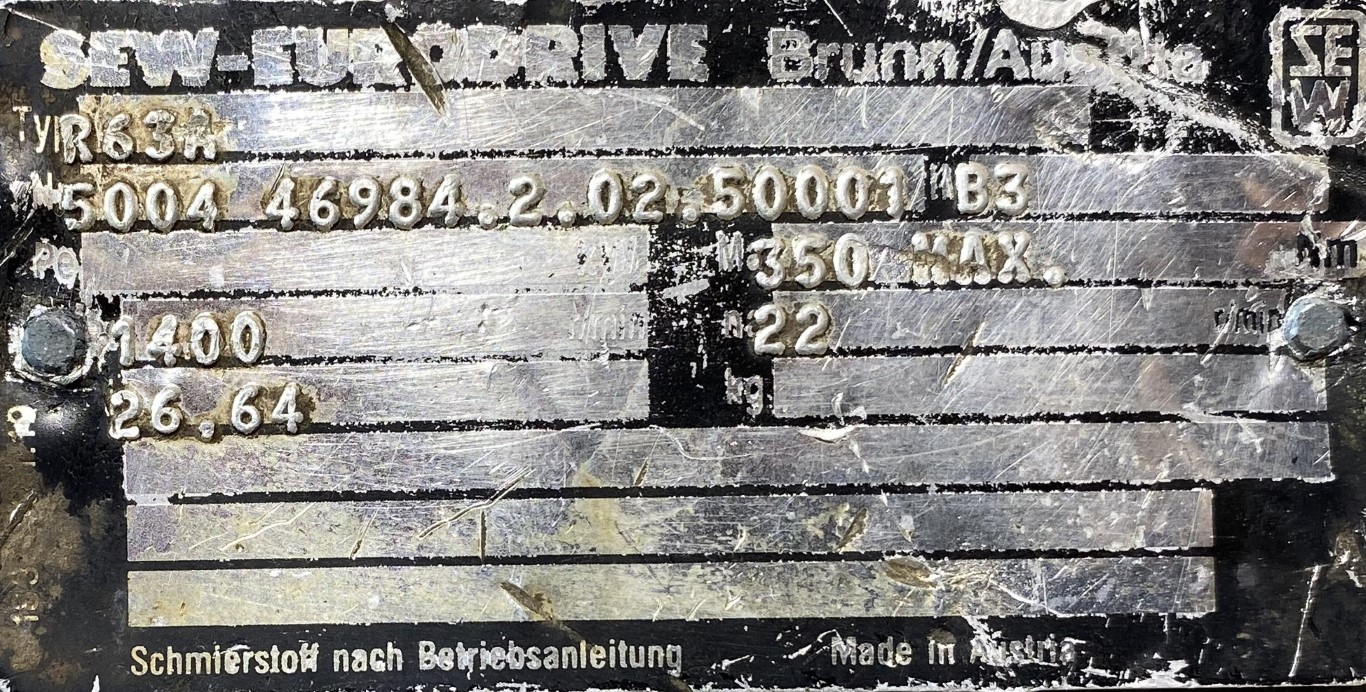 SEW-EURODRIVE Brunn/Austria SEW
Typ R63A
Nr. 5004 46984.2.02.50001 B3
kW M 350 MAX. Nm
1400 r/min n 22 r/min
26.64 kg
Schmierstoff nach Betriebsanleitung Made in Austria